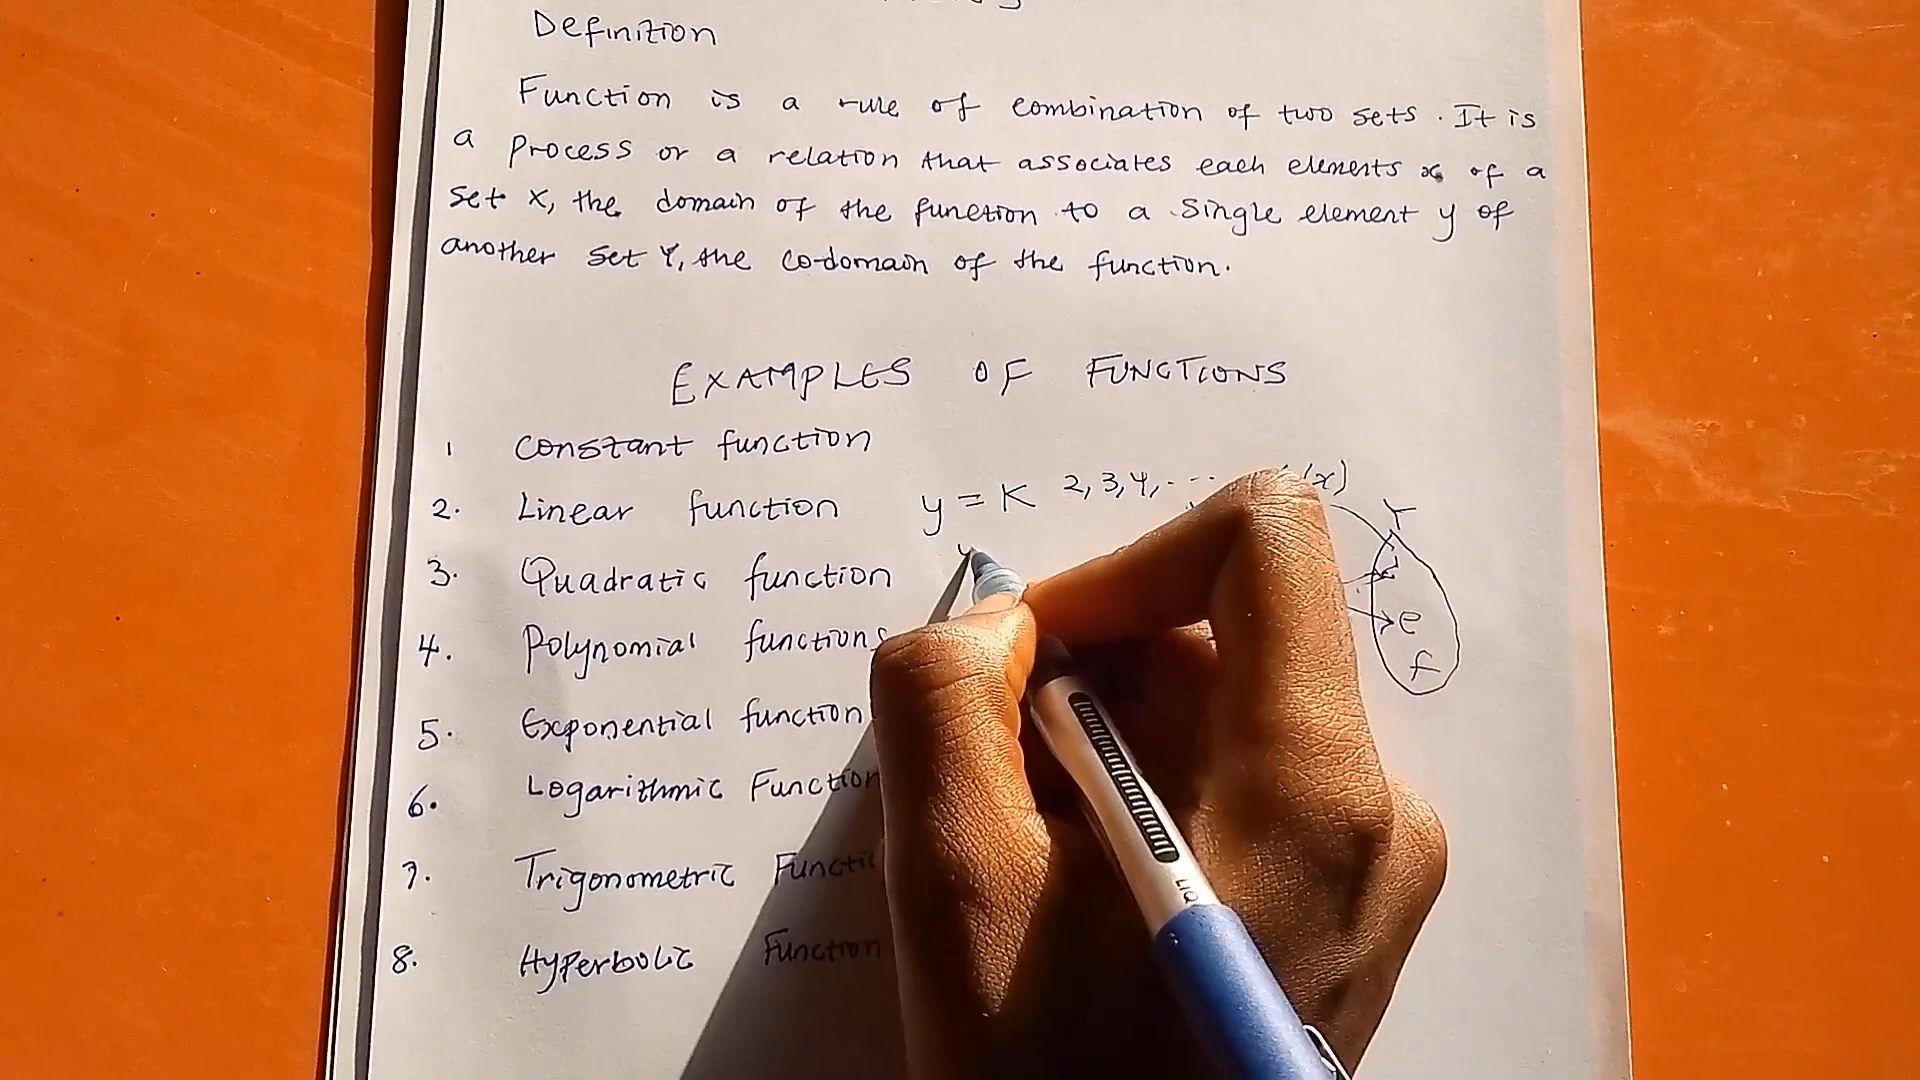 Definition
Function is a rule of combination of two sets. It is
a process or a relation that associates each elements x of a
set X, the domain of the function to a single element y of
another set Y, the co-domain of the function.
EXAMPLES OF FUNCTIONS
1 Constant function
2. Linear function y = K 2,3,4,.---- (x)
Y
3. Quadratic function
4. Polynomial functions e
f
5. Exponential function
6. Logarithmic Function
7. Trigonometric Functi
8. Hyperbolic Function
LIQ